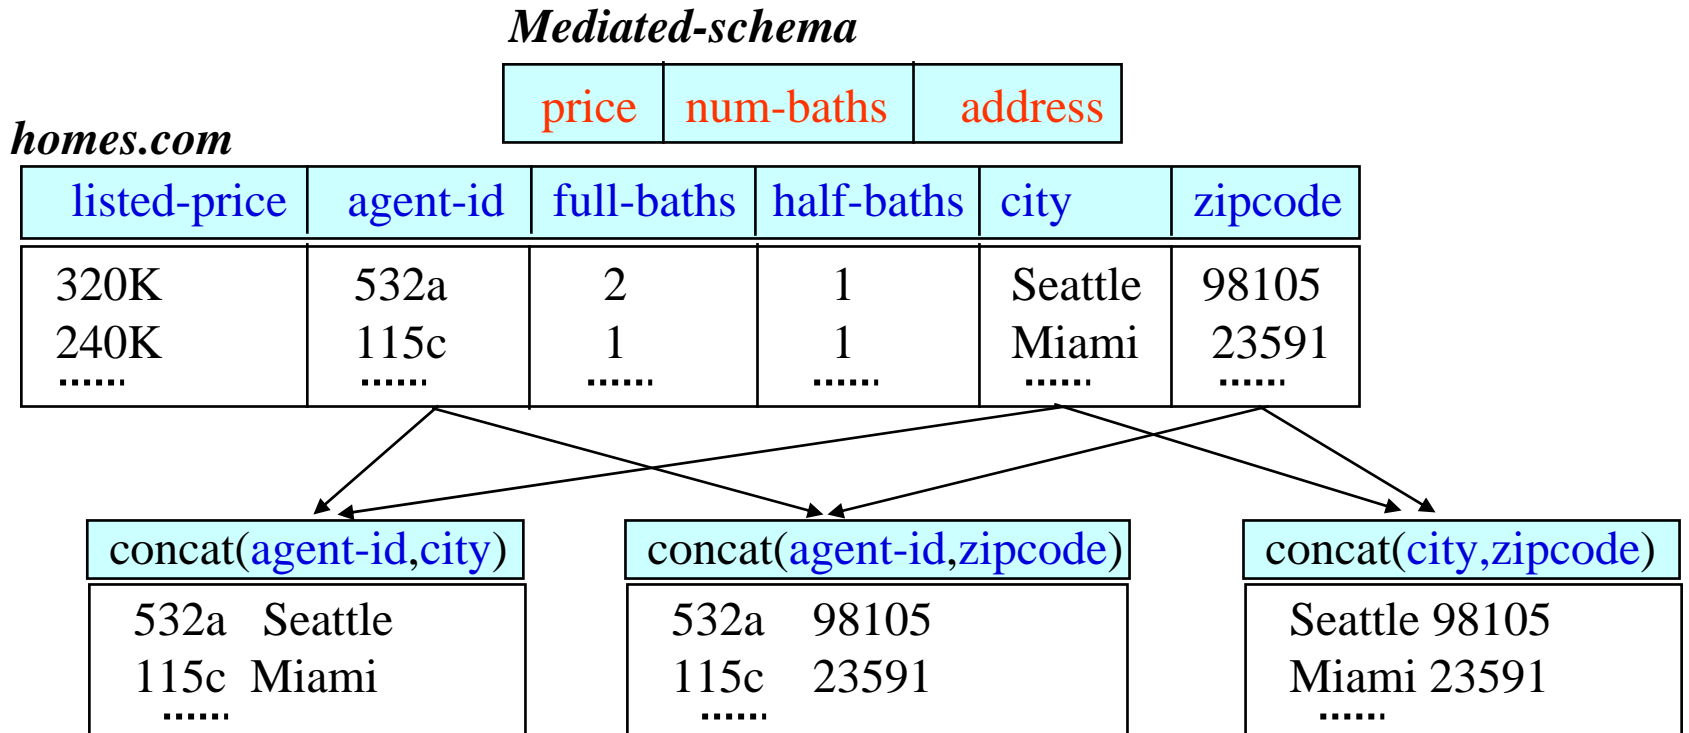 Mediated-schema
price num-baths address
homes.com
listed-price agent-id full-baths half-baths city zipcode
320K 532a 2 1 Seattle 98105
240K 115c 1 1 Miami 23591
...... ...... ...... ...... ...... ......
concat(agent-id,city) concat(agent-id,zipcode) concat(city,zipcode)
532a Seattle 532a 98105 Seattle 98105
115c Miami 115c 23591 Miami 23591
...... ...... ......